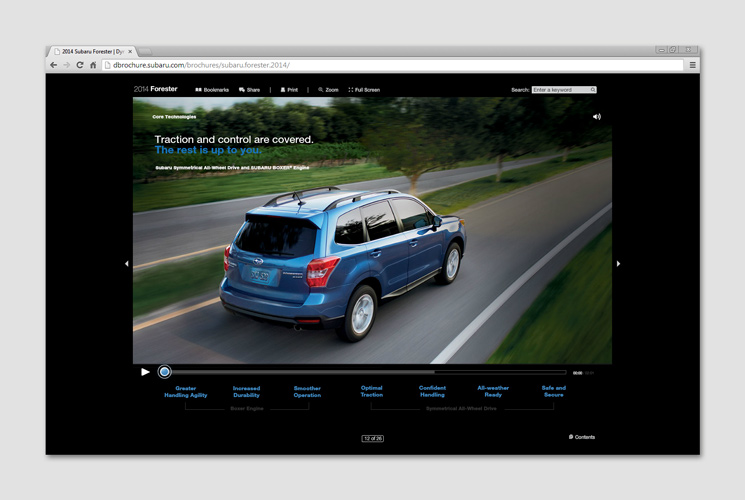 2014 Subaru Forester | Dyn
dbrochure.subaru.com/brochures/subaru.forester.2014/
2014 Forester
Bookmarks
Share
Print
Zoom
Full Screen
Search:
Enter a keyword
Core Technologies
Traction and control are covered.
The rest is up to you.
Subaru Symmetrical All-Wheel Drive and SUBARU BOXER® Engine
00:00
Greater
Handling Agility
Increased
Durability
Smoother
Operation
Optimal
Traction
Confident
Handling
All-weather
Ready
Safe and
Secure
Boxer Engine
Symmetrical All-Wheel Drive
12 of 26
Contents